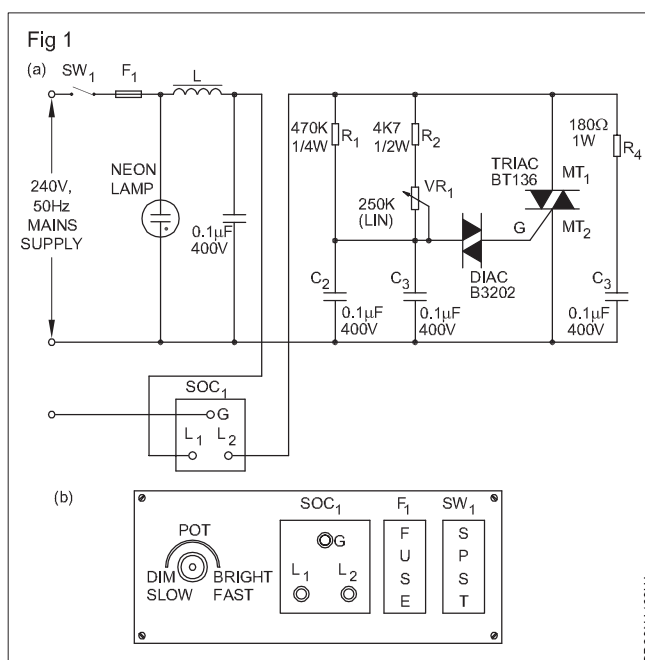 Fig 1
(a)
SW1
F1
L
240V,
50Hz
MAINS
SUPPLY
NEON
LAMP
0.1µF
400V
470K
1/4W
R1
4K7
1/2W
R2
VR1
250K
(LIN)
C2
0.1µF
400V
C3
0.1µF
400V
DIAC
B3202
G
TRIAC
BT136
MT1
MT2
180Ω
1W
R4
C3
0.1µF
400V
SOC1
G
L1 L2
(b)
POT
DIM
SLOW
BRIGHT
FAST
SOC1
G
L1 L2
F1
F
U
S
E
SW1
S
P
S
T